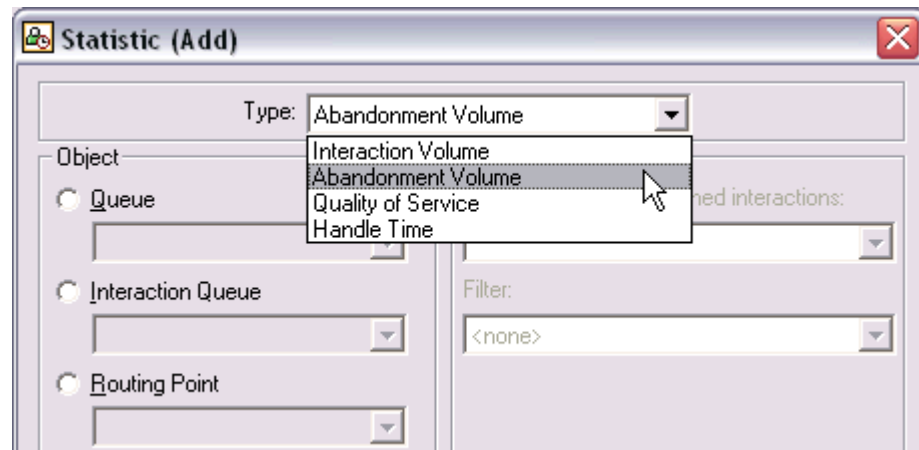 Statistic (Add)
Type: Abandonment Volume
Interaction Volume
Abandonment Volume
Quality of Service
Handle Time
Object
Queue
interactions:
Interaction Queue
Filter:
<none>
Routing Point